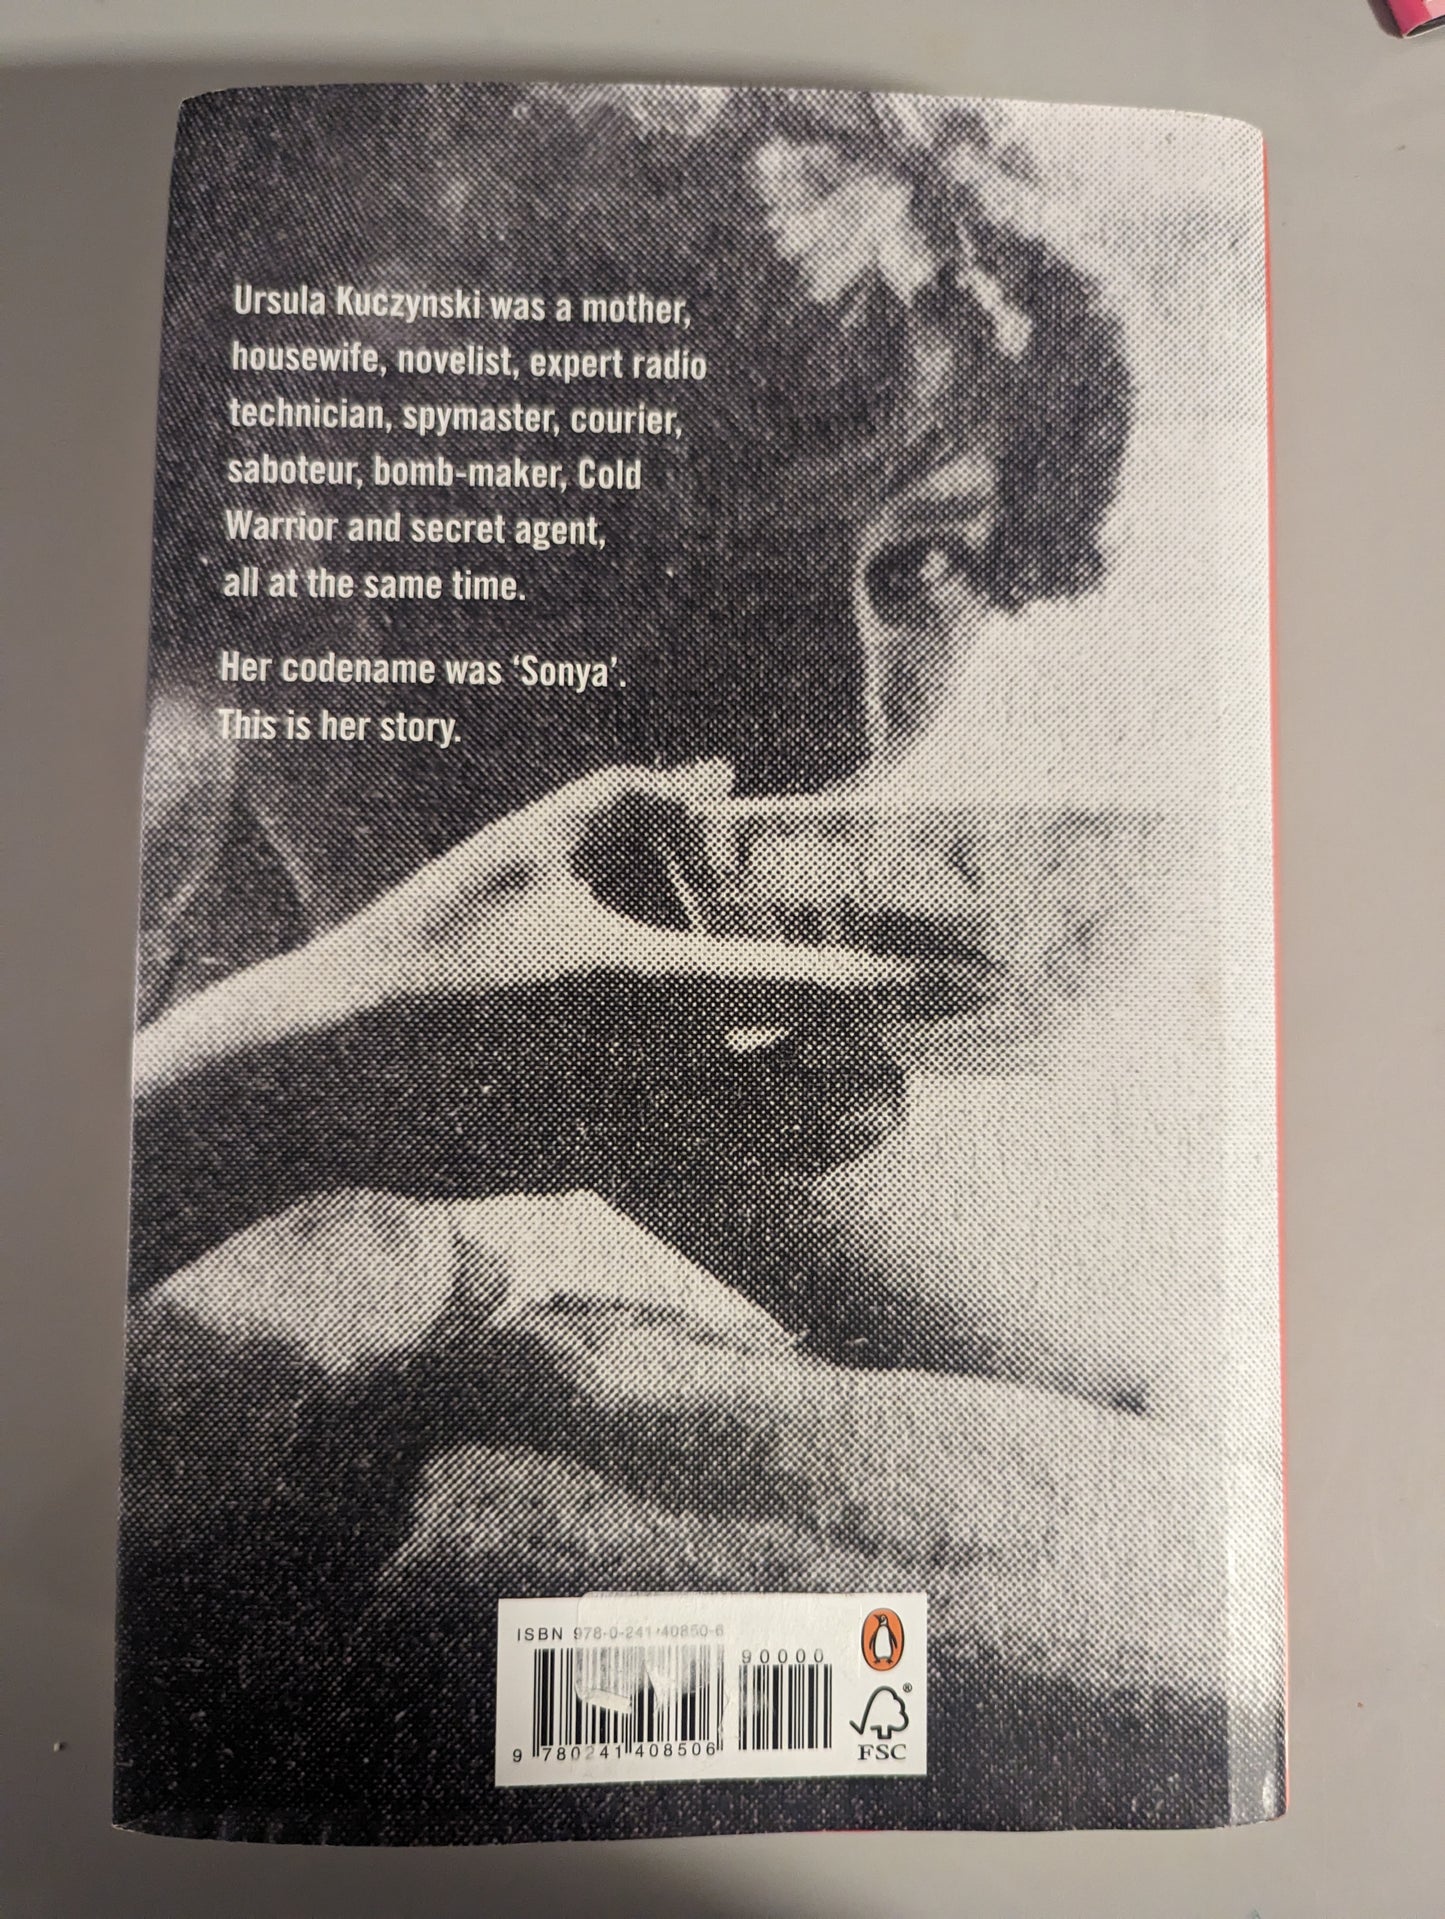 Ursula Kuczynski was a mother,
housewife, novelist, expert radio
technician, spymaster, courier,
saboteur, bomb-maker, Cold
Warrior and secret agent,
all at the same time.
Her codename was ‘Sonya’.
This is her story.
ISBN 978-0-241-40850-6
90000
9 780241 408506
FSC
®